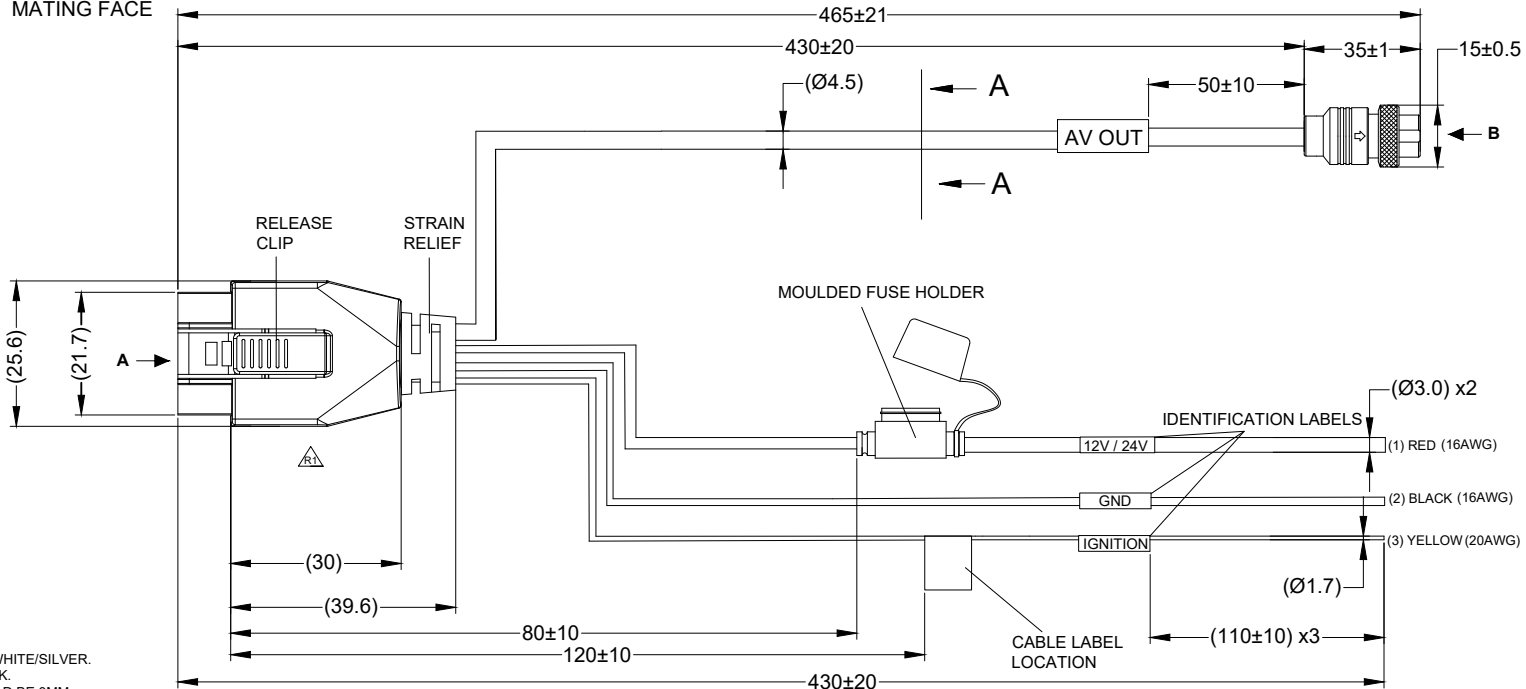 MATING FACE
465±21
430±20
35±1
15±0.5
(Ø4.5)
A
50±10
AV OUT
B
A
RELEASE
CLIP
STRAIN
RELIEF
MOULDED FUSE HOLDER
(25.6)
(21.7)
A
(Ø3.0) x2
IDENTIFICATION LABELS
12V / 24V
(1) RED (16AWG)
R1
GND
(2) BLACK (16AWG)
IGNITION
(3) YELLOW (20AWG)
(30)
(Ø1.7)
(39.6)
80±10
CABLE LABEL
LOCATION
(110±10) x3
120±10
430±20
WHITE/SILVER.
K.